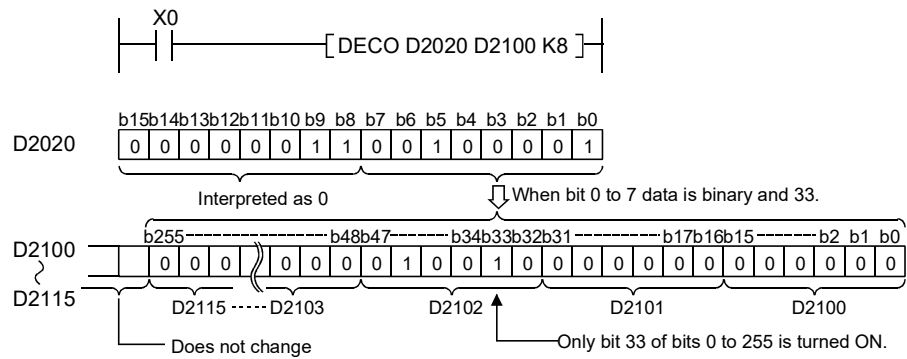 X0
DECO D2020 D2100 K8
b15b14b13b12b11b10 b9 b8 b7 b6 b5 b4 b3 b2 b1 b0
D2020 0 0 0 0 0 0 1 1 0 0 1 0 0 0 0 1
Interpreted as 0 When bit 0 to 7 data is binary and 33.
b255 b48b47 b34b33b32b31 b17b16b15 b2 b1 b0
D2100 0 0 0 0 0 0 0 1 0 0 1 0 0 0 0 0 0 0 0 0 0 0 0 0
D2115 D2115 D2103 D2102 D2101 D2100
Does not change Only bit 33 of bits 0 to 255 is turned ON.